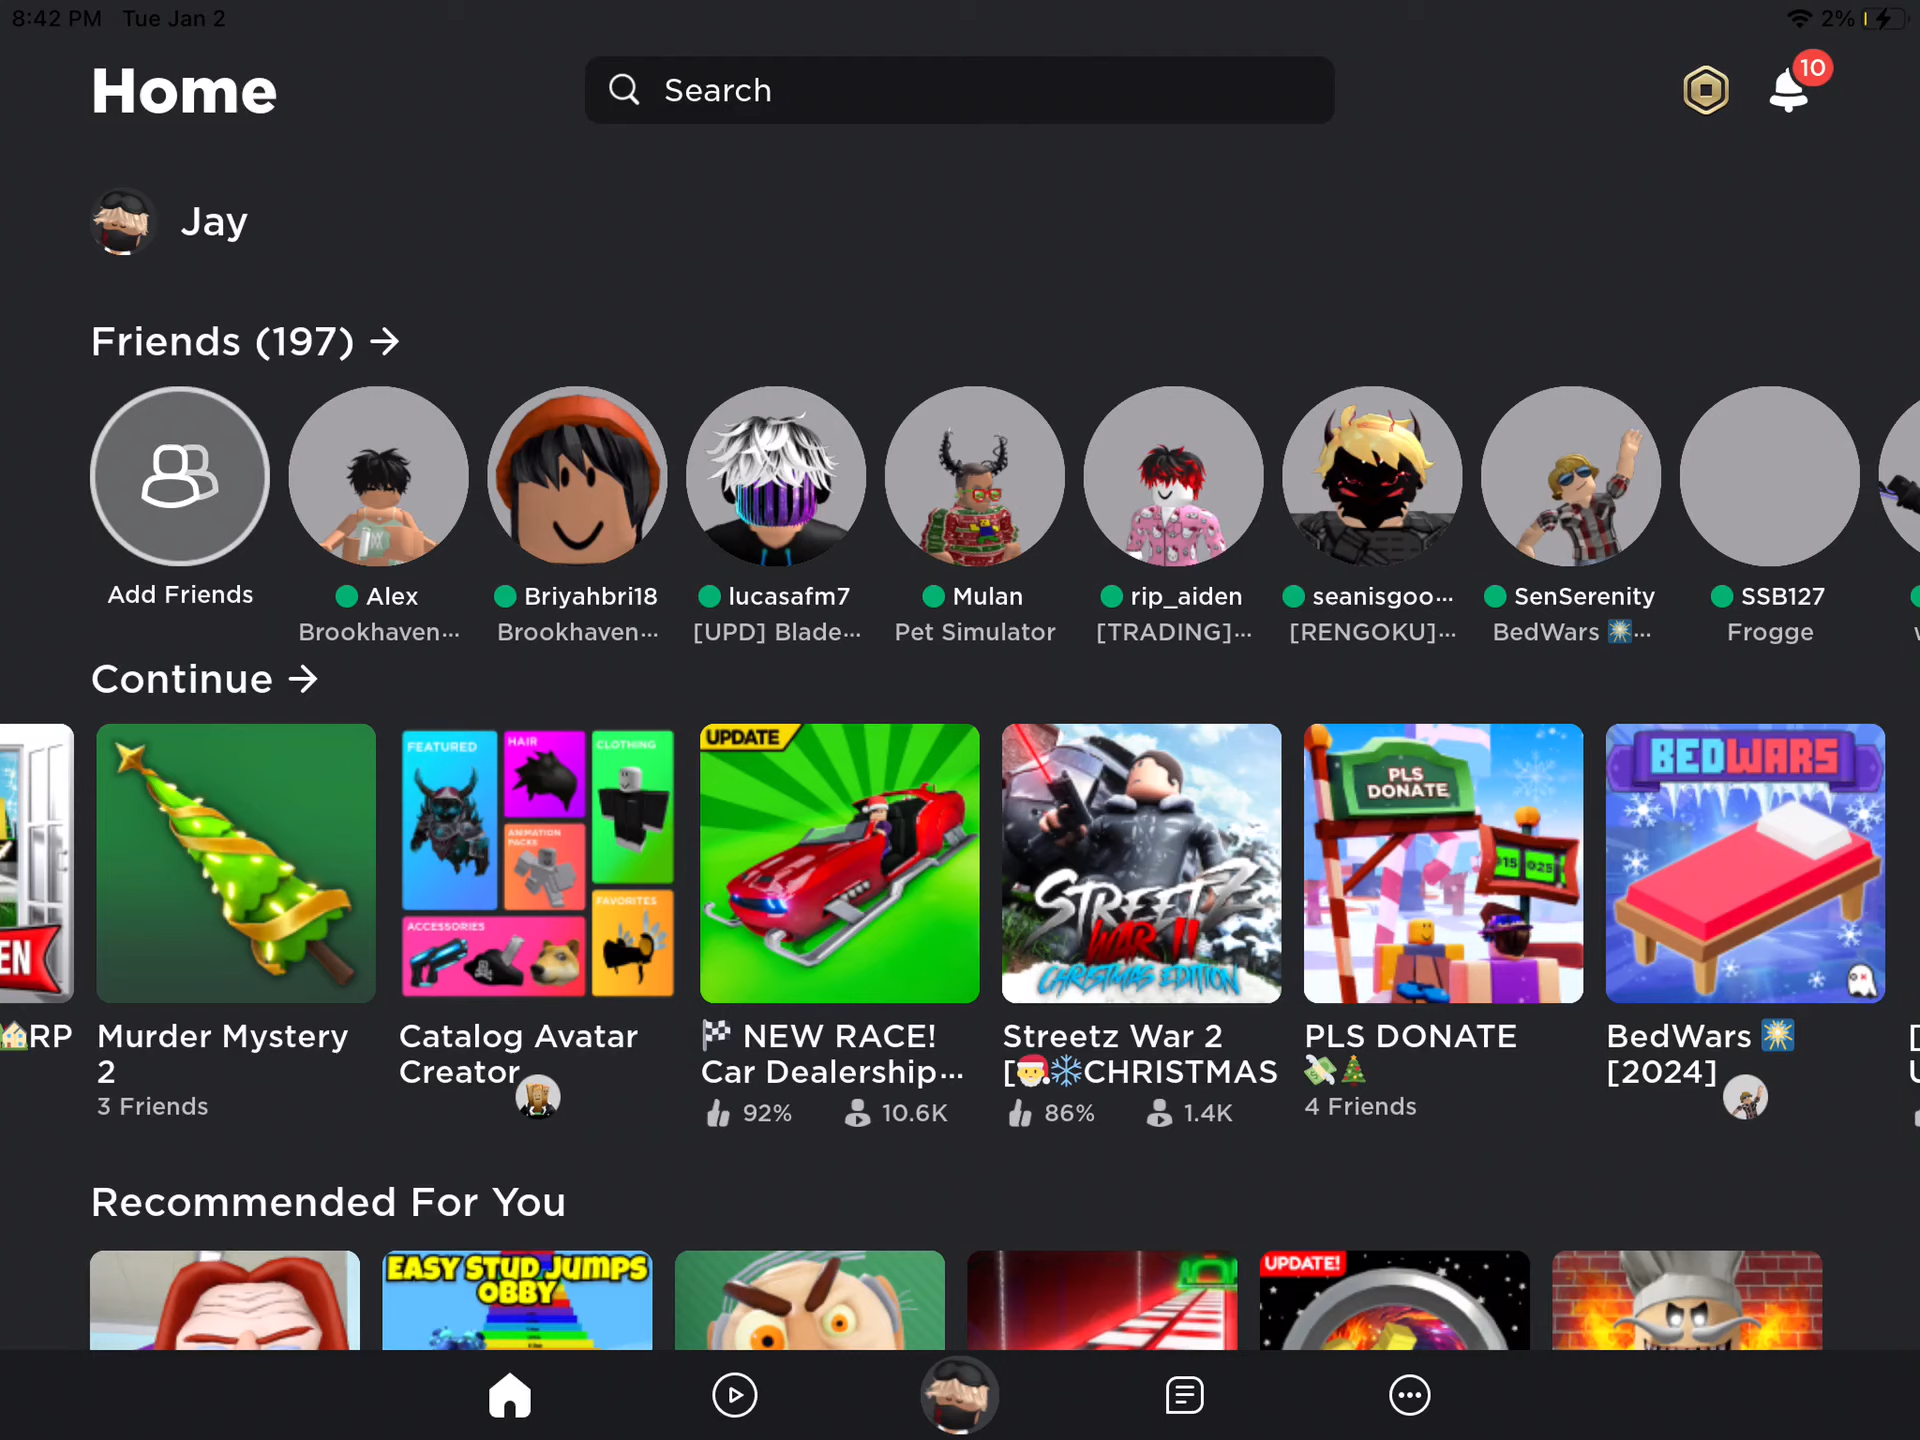 8:42 PM Tue Jan 2
2%
Home
Search
10
Jay
Friends (197) →
Add Friends
Alex
Brookhaven...
Briyahbri18
Brookhaven...
lucasafm7
[UPD] Blade...
Mulan
Pet Simulator
rip_aiden
[TRADING]...
seanisgoo...
[RENGOKU]...
SenSerenity
BedWars 🎇...
SSB127
Frogge
Continue →
EN
🏡RP
Murder Mystery
2
3 Friends
FEATURED
HAIR
CLOTHING
ANIMATION
PACKS
ACCESSORIES
FAVORITES
Catalog Avatar
Creator
UPDATE
🏁 NEW RACE!
Car Dealership...
92%
10.6K
STREETZ
WAR II
CHRISTMAS EDITION
Streetz War 2
[🎅❄️CHRISTMAS
86%
1.4K
PLS
DONATE
PLS DONATE
💸🎄
4 Friends
BEDWARS
BedWars 🎇
[2024]
Recommended For You
EASY STUD JUMPS
OBBY
UPDATE!